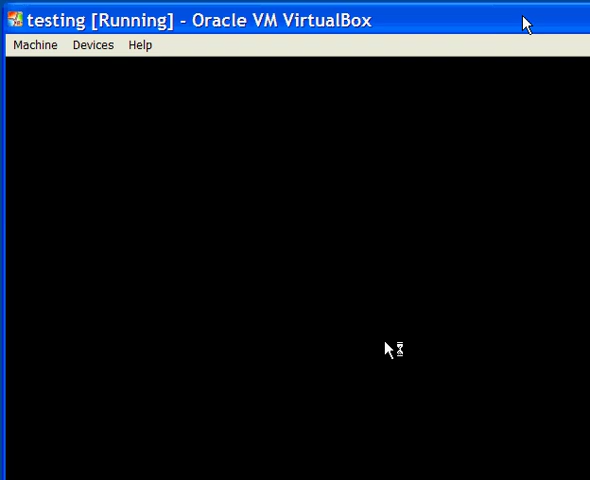 testing [Running] - Oracle VM VirtualBox
Machine Devices Help